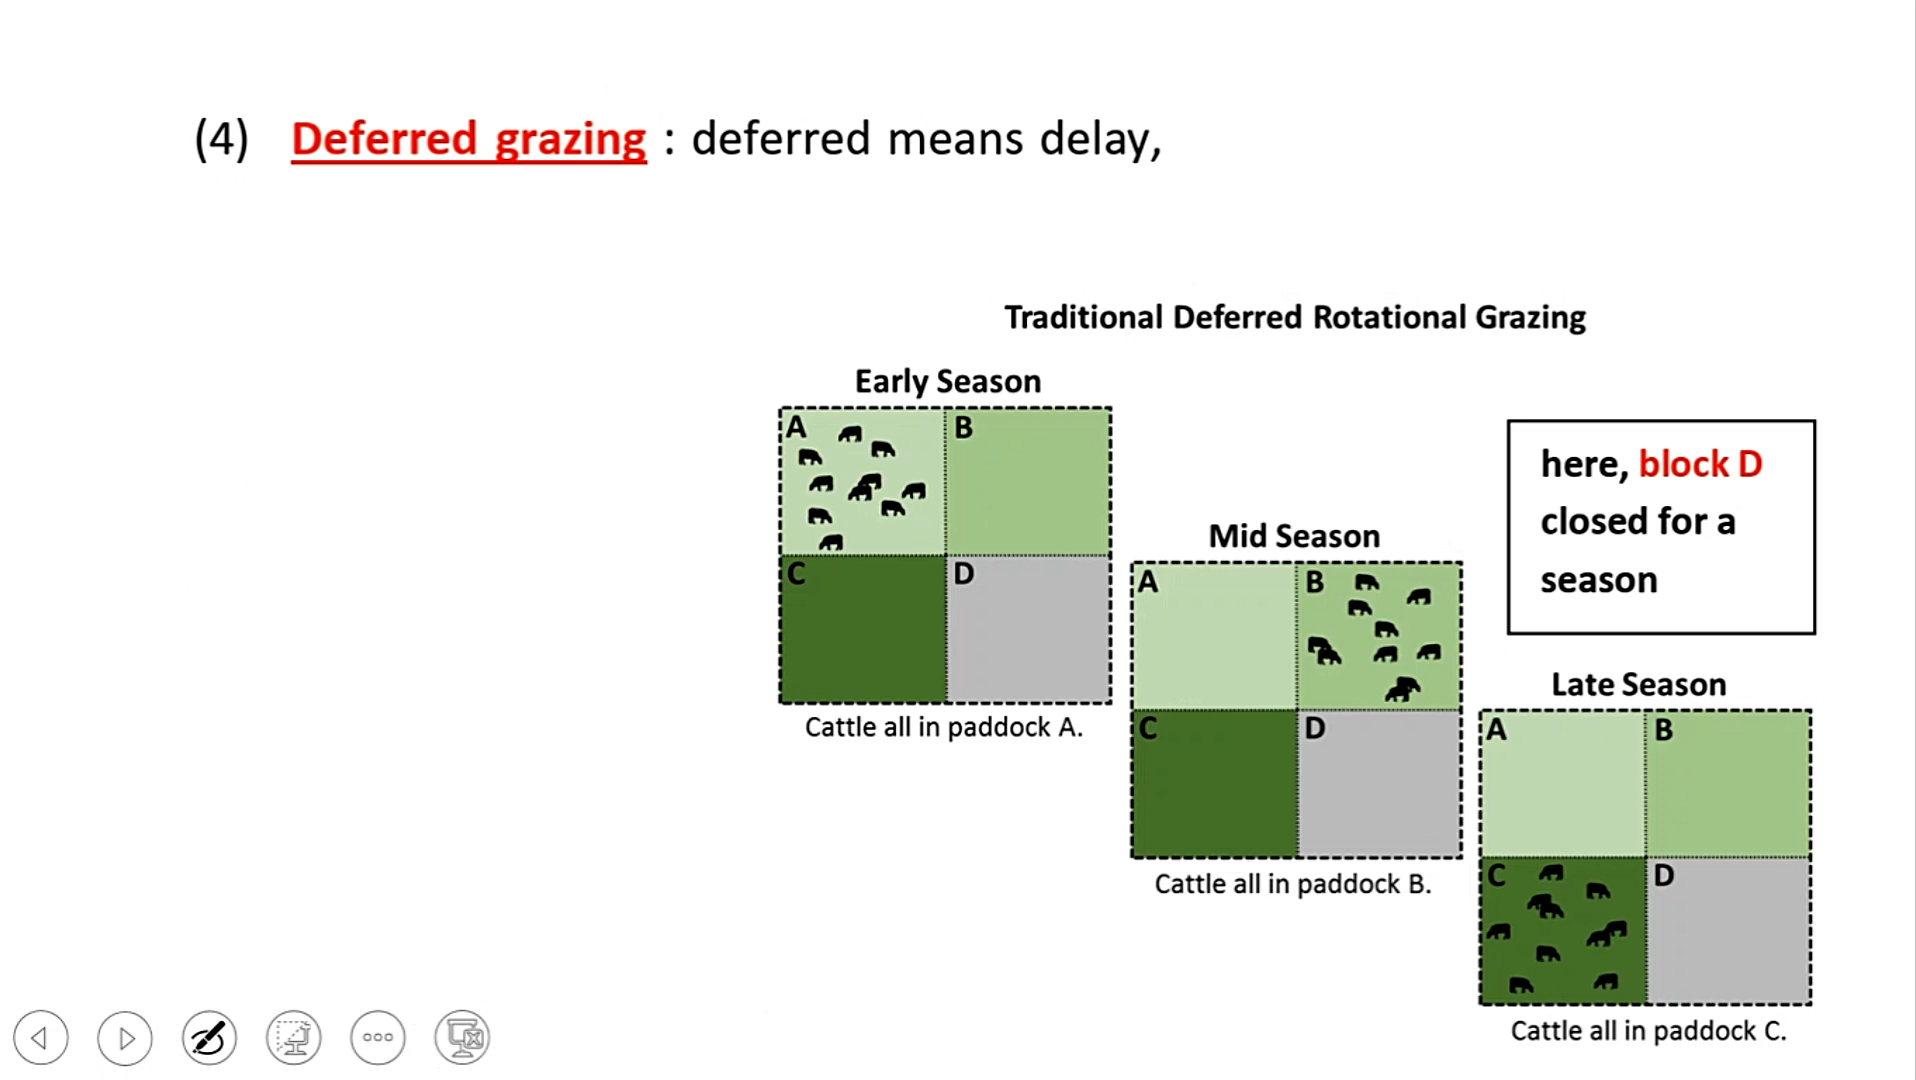 (4) Deferred grazing : deferred means delay,
Traditional Deferred Rotational Grazing
Early Season
A
B
C
D
Cattle all in paddock A.
Mid Season
A
B
C
D
Cattle all in paddock B.
here, block D
closed for a
season
Late Season
A
B
C
D
Cattle all in paddock C.